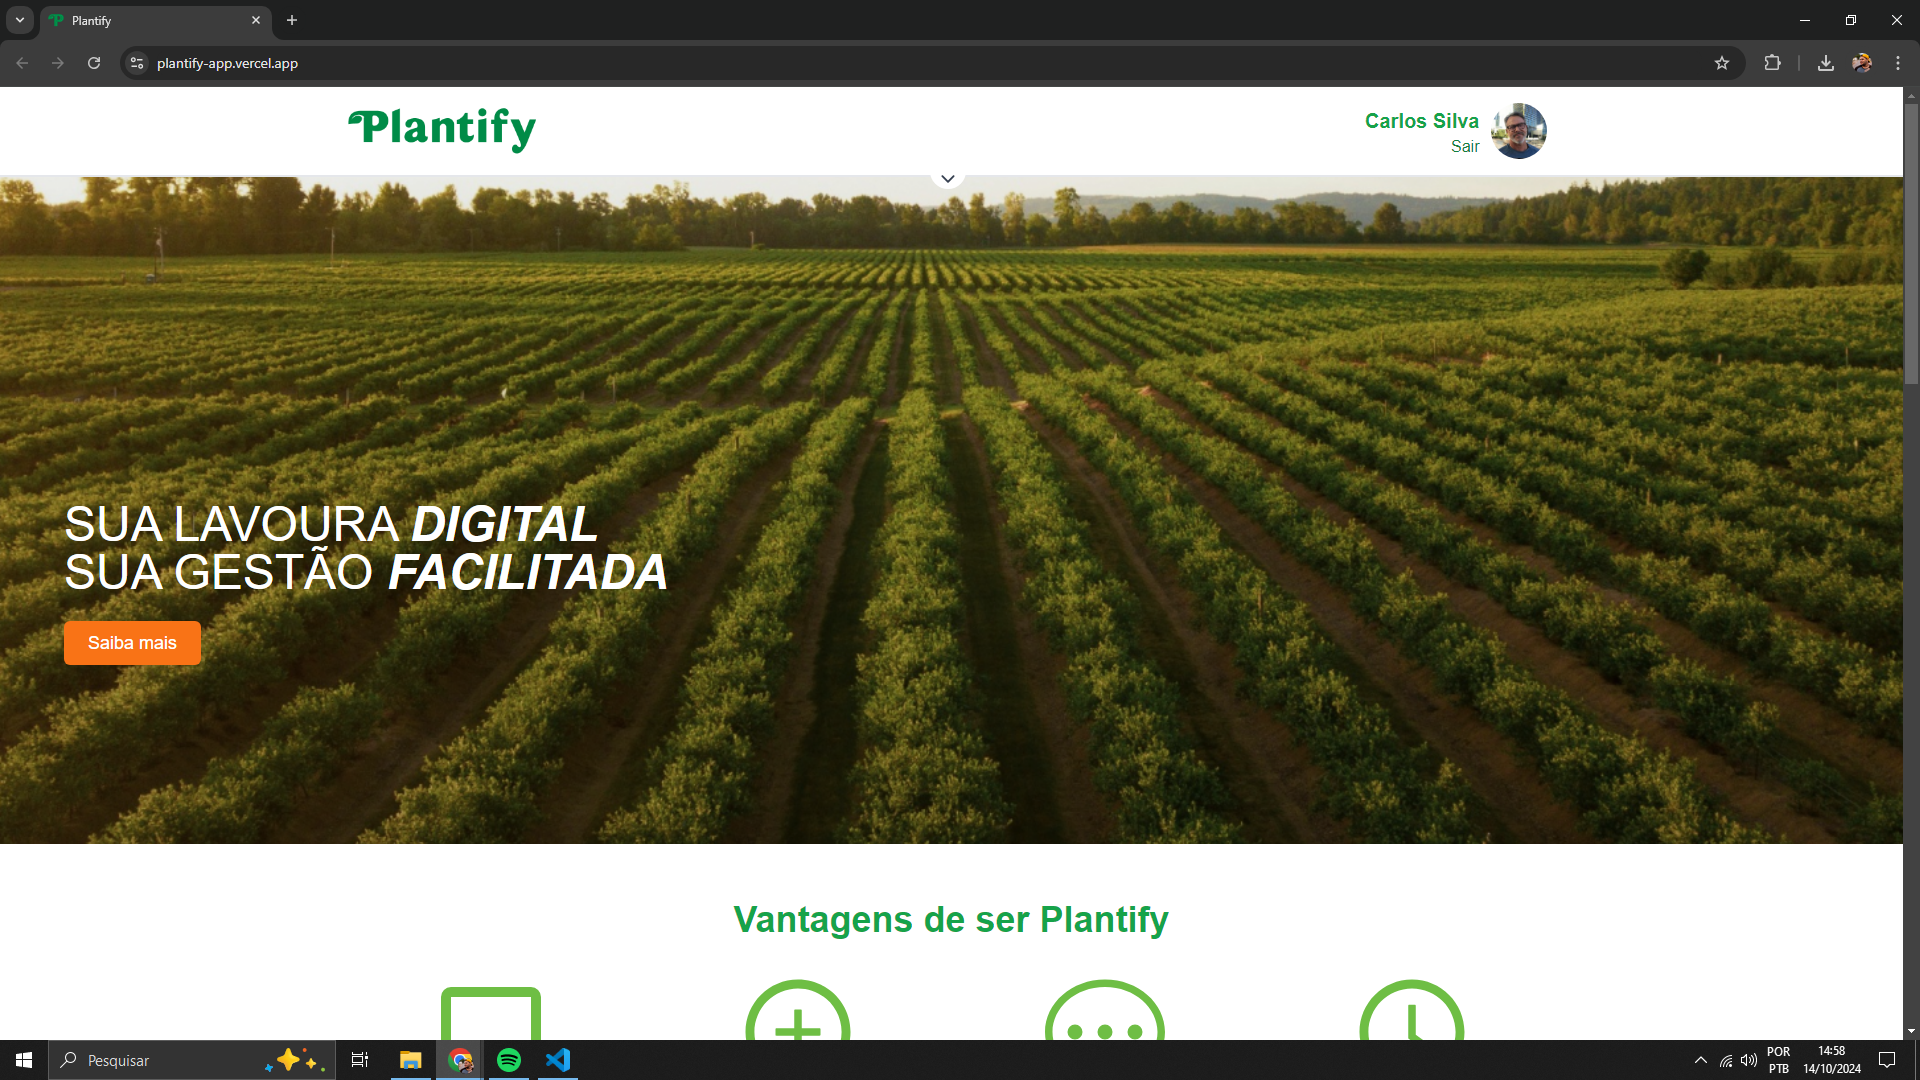 Plantify
plantify-app.vercel.app
Plantify
Carlos Silva
Sair
SUA LAVOURA DIGITAL
SUA GESTÃO FACILITADA
Saiba mais
Vantagens de ser Plantify
Pesquisar
POR
PTB
14:58
14/10/2024